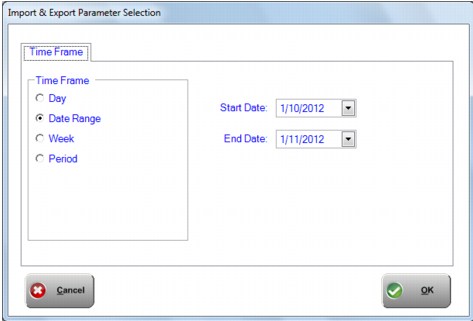 Import & Export Parameter Selection
Time Frame
Time Frame
Day
Date Range
Week
Period
Start Date: 1/10/2012
End Date: 1/11/2012
Cancel
OK